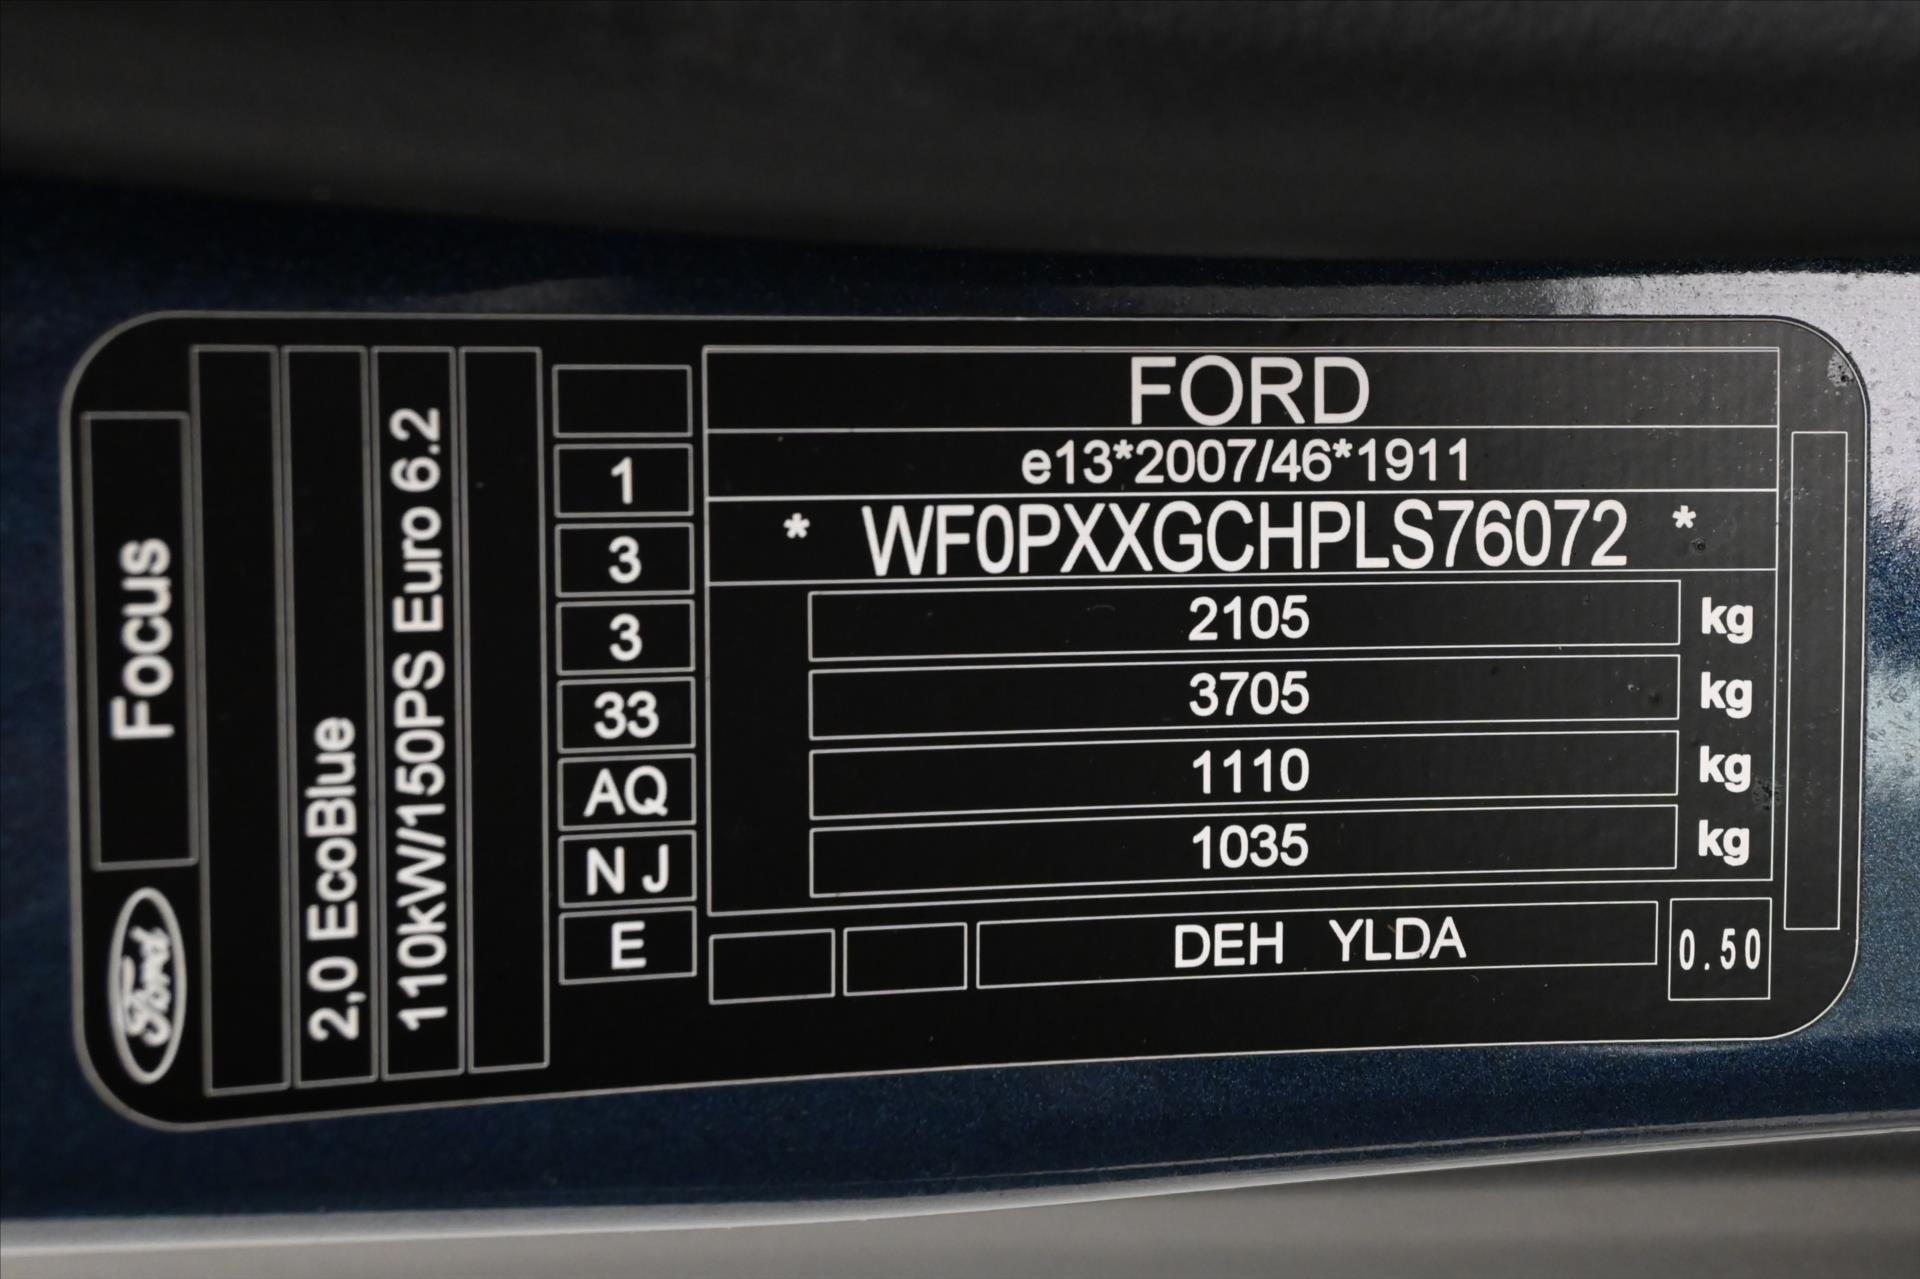 Focus
Ford
2,0 EcoBlue
110kW/150PS Euro 6.2
1
3
3
33
AQ
N J
E
FORD
e13*2007/46*1911
* WF0PXXGCHPLS76072 *
2105 kg
3705 kg
1110 kg
1035 kg
DEH YLDA
0.50